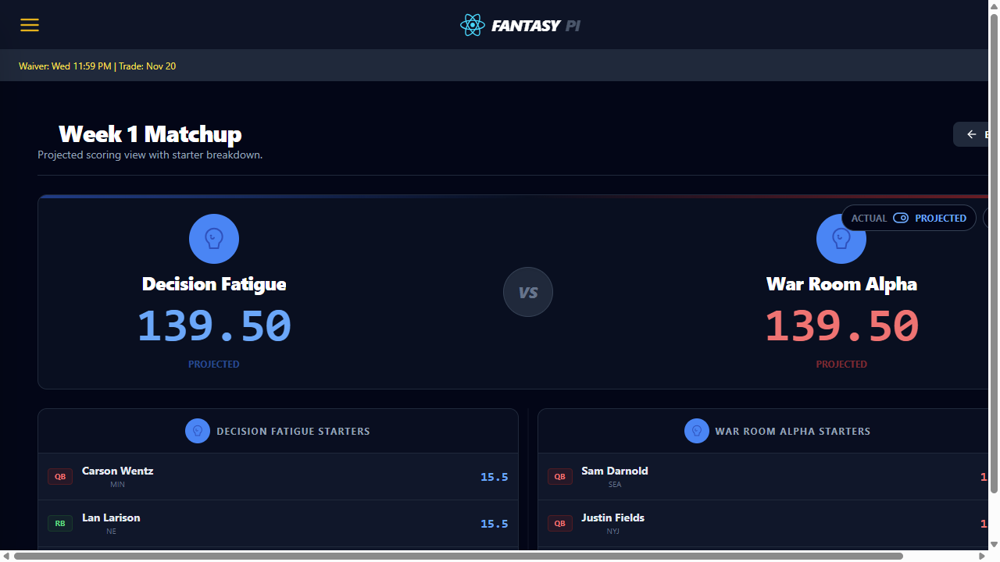 FANTASY PI
Waiver: Wed 11:59 PM | Trade: Nov 20
Week 1 Matchup
Projected scoring view with starter breakdown.
ACTUAL PROJECTED
Decision Fatigue
139.50
PROJECTED
VS
War Room Alpha
139.50
PROJECTED
DECISION FATIGUE STARTERS
QB Carson Wentz 15.5
MIN
RB Lan Larison 15.5
NE
WAR ROOM ALPHA STARTERS
QB Sam Darnold 1
SEA
QB Justin Fields 1
NYJ